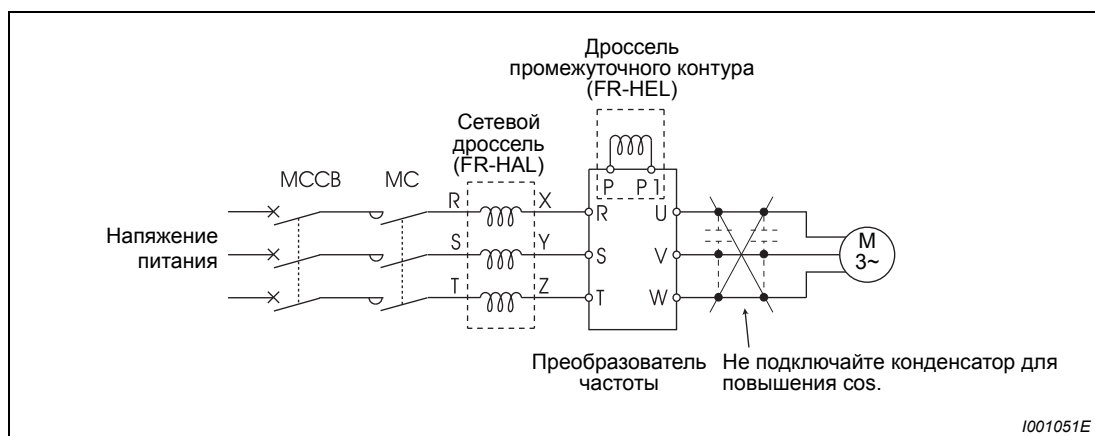 Дроссель
промежуточного контура
(FR-HEL)
Сетевой
дроссель
(FR-HAL)
MCCB MC
P P1
R X R U
Напяжение
питания
S Y S V
M
3~
T Z T W
Преобразователь
частоты
Не подключайте конденсатор для
повышения cos.
I001051E